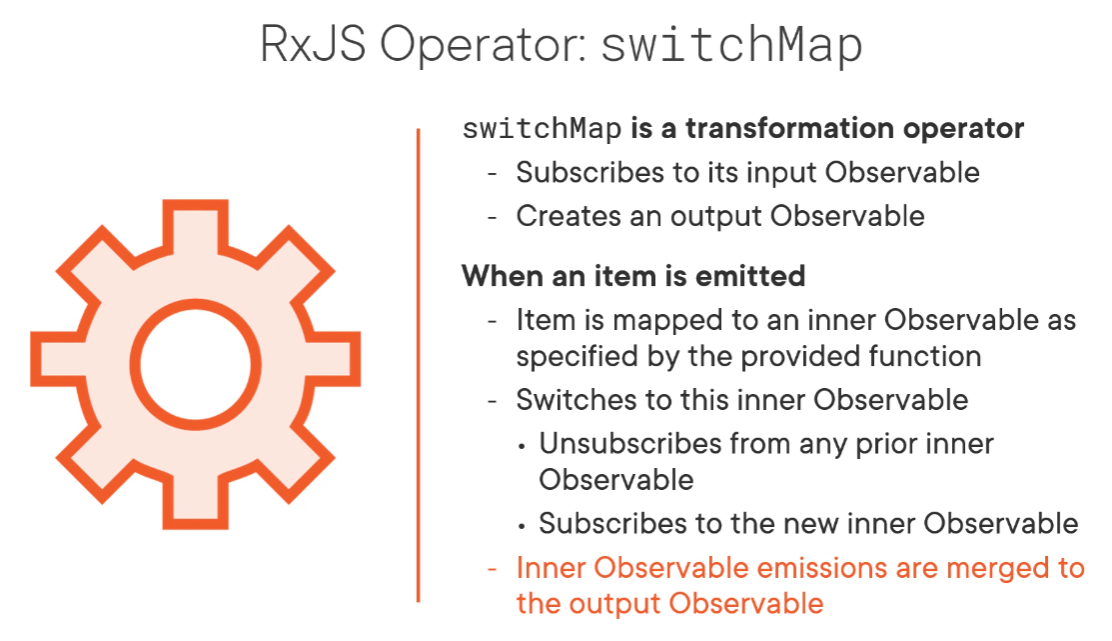 RxJS Operator: switchMap
switchMap is a transformation operator
- Subscribes to its input Observable
- Creates an output Observable
When an item is emitted
- Item is mapped to an inner Observable as
specified by the provided function
- Switches to this inner Observable
• Unsubscribes from any prior inner
Observable
• Subscribes to the new inner Observable
- Inner Observable emissions are merged to
the output Observable